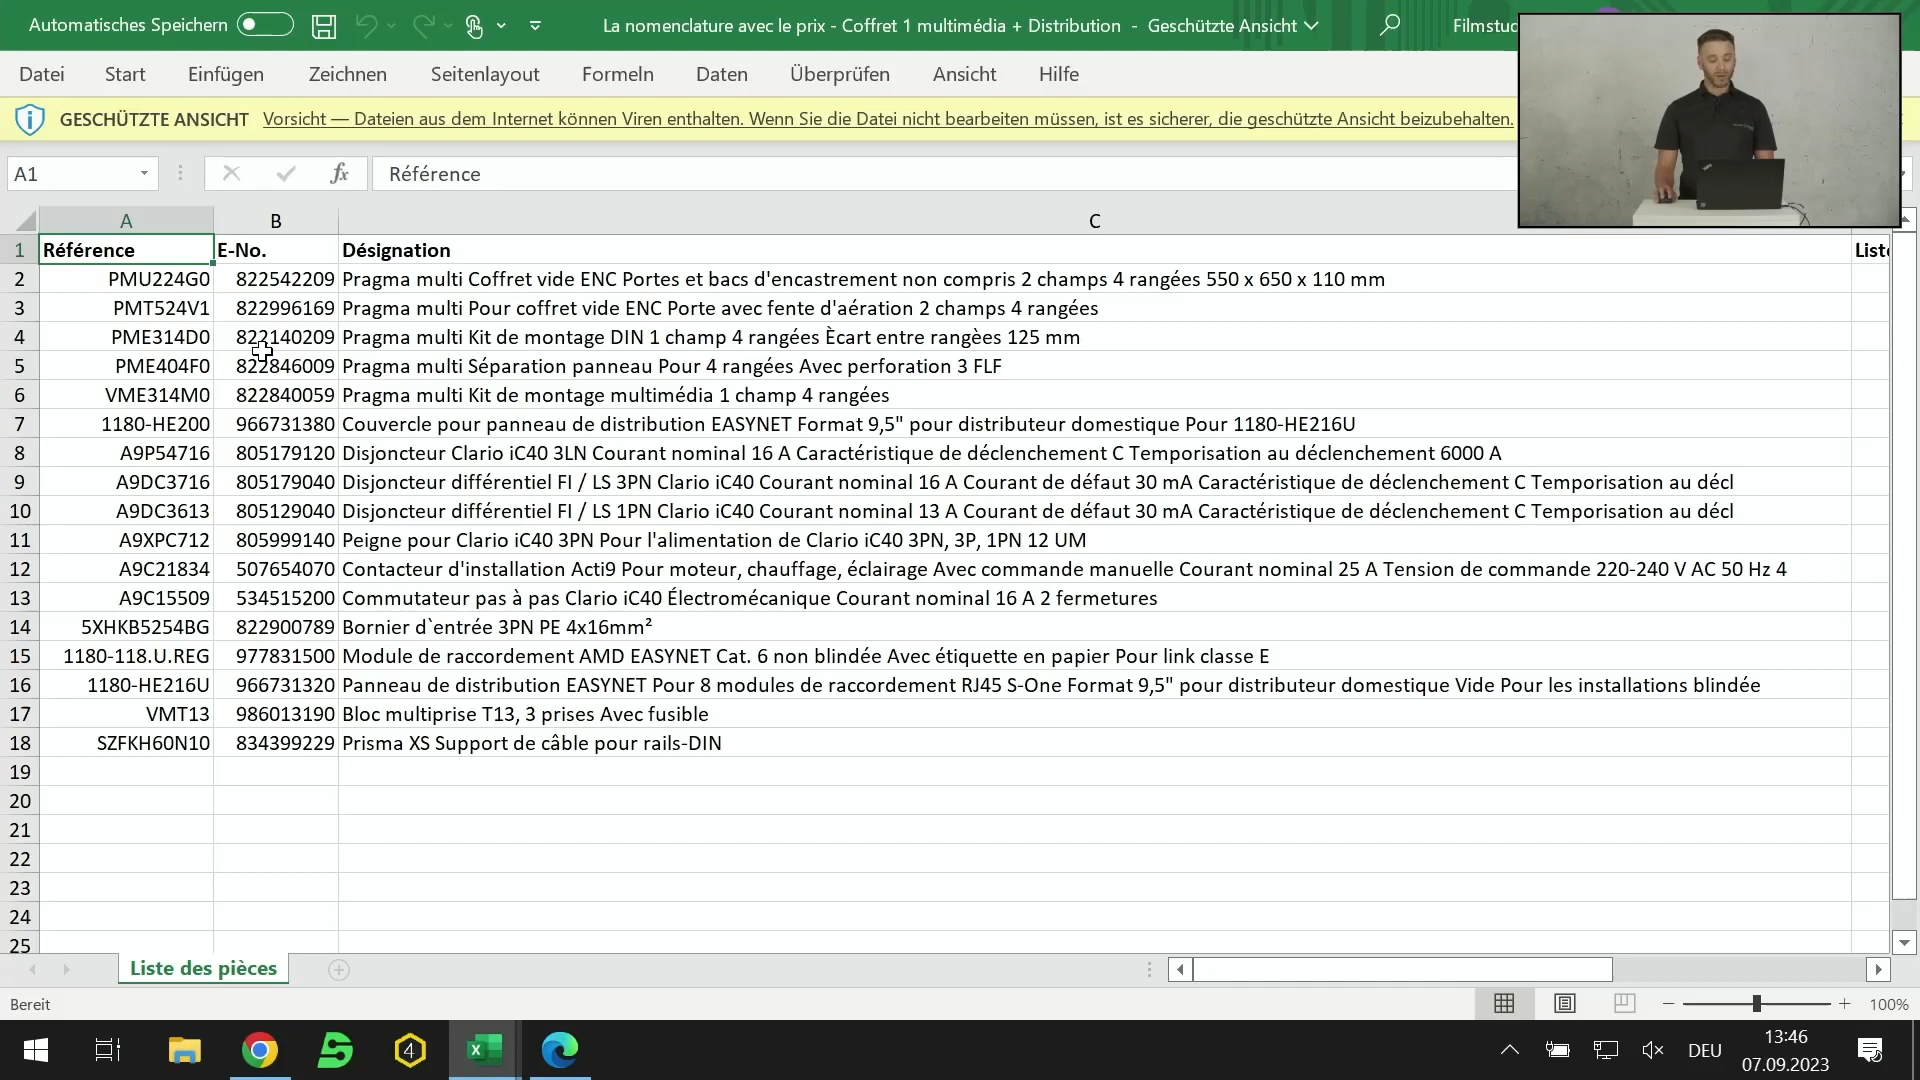 Automatisches Speichern
La nomenclature avec le prix - Coffret 1 multimédia + Distribution - Geschützte Ansicht
Datei Start Einfügen Zeichnen Seitenlayout Formeln Daten Überprüfen Ansicht Hilfe
GESCHÜTZTE ANSICHT Vorsicht — Dateien aus dem Internet können Viren enthalten. Wenn Sie die Datei nicht bearbeiten müssen, ist es sicherer, die geschützte Ansicht beizubehalten.
A1 fx Référence
A B C
1 Référence E-No. Désignation
2 PMU224G0 822542209 Pragma multi Coffret vide ENC Portes et bacs d'encastrement non compris 2 champs 4 rangées 550 x 650 x 110 mm
3 PMT524V1 822996169 Pragma multi Pour coffret vide ENC Porte avec fente d'aération 2 champs 4 rangées
4 PME314D0 822140209 Pragma multi Kit de montage DIN 1 champ 4 rangées Ècart entre rangèes 125 mm
5 PME404F0 822846009 Pragma multi Séparation panneau Pour 4 rangées Avec perforation 3 FLF
6 VME314M0 822840059 Pragma multi Kit de montage multimédia 1 champ 4 rangées
7 1180-HE200 966731380 Couvercle pour panneau de distribution EASYNET Format 9,5" pour distributeur domestique Pour 1180-HE216U
8 A9P54716 805179120 Disjoncteur Clario iC40 3LN Courant nominal 16 A Caractéristique de déclenchement C Temporisation au déclenchement 6000 A
9 A9DC3716 805179040 Disjoncteur différentiel FI / LS 3PN Clario iC40 Courant nominal 16 A Courant de défaut 30 mA Caractéristique de déclenchement C Temporisation au décl
10 A9DC3613 805129040 Disjoncteur différentiel FI / LS 1PN Clario iC40 Courant nominal 13 A Courant de défaut 30 mA Caractéristique de déclenchement C Temporisation au décl
11 A9XPC712 805999140 Peigne pour Clario iC40 3PN Pour l'alimentation de Clario iC40 3PN, 3P, 1PN 12 UM
12 A9C21834 507654070 Contacteur d'installation Acti9 Pour moteur, chauffage, éclairage Avec commande manuelle Courant nominal 25 A Tension de commande 220-240 V AC 50 Hz 4
13 A9C15509 534515200 Commutateur pas à pas Clario iC40 Électromécanique Courant nominal 16 A 2 fermetures
14 5XHKB5254BG 822900789 Bornier d`entrée 3PN PE 4x16mm²
15 1180-118.U.REG 977831500 Module de raccordement AMD EASYNET Cat. 6 non blindée Avec étiquette en papier Pour link classe E
16 1180-HE216U 966731320 Panneau de distribution EASYNET Pour 8 modules de raccordement RJ45 S-One Format 9,5" pour distributeur domestique Vide Pour les installations blindée
17 VMT13 986013190 Bloc multiprise T13, 3 prises Avec fusible
18 SZFKH60N10 834399229 Prisma XS Support de câble pour rails-DIN
19
20
21
22
23
24
25
Liste des pièces
Bereit 100%
4 DEU 13:46
07.09.2023